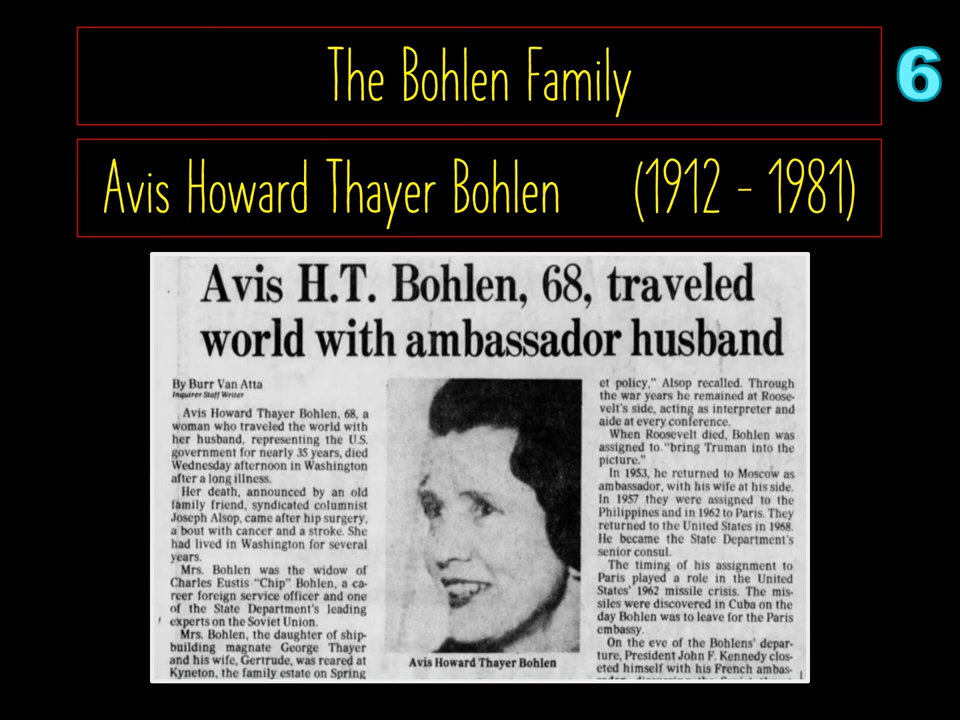 The Bohlen Family
6
Avis Howard Thayer Bohlen (1912 - 1981)
Avis H.T. Bohlen, 68, traveled
world with ambassador husband
By Burr Van Atta
Inquirer Staff Writer
Avis Howard Thayer Bohlen, 68, a
woman who traveled the world with
her husband, representing the U.S.
government for nearly 35 years, died
Wednesday afternoon in Washington
after a long illness.
Her death, announced by an old
family friend, syndicated columnist
Joseph Alsop, came after hip surgery,
a bout with cancer and a stroke. She
had lived in Washington for several
years.
Mrs. Bohlen was the widow of
Charles Eustis "Chip" Bohlen, a ca-
reer foreign service officer and one
of the State Department's leading
experts on the Soviet Union.
Mrs. Bohlen, the daughter of ship-
building magnate George Thayer
and his wife, Gertrude, was reared at
Kyneton, the family estate on Spring
Avis Howard Thayer Bohlen
et policy," Alsop recalled. Through
the war years he remained at Roose-
velt's side, acting as interpreter and
aide at every conference.
When Roosevelt died, Bohlen was
assigned to "bring Truman into the
picture."
In 1953, he returned to Moscow as
ambassador, with his wife at his side.
In 1957 they were assigned to the
Philippines and in 1962 to Paris. They
returned to the United States in 1968.
He became the State Department's
senior consul.
The timing of his assignment to
Paris played a role in the United
States' 1962 missile crisis. The mis-
siles were discovered in Cuba on the
day Bohlen was to leave for the Paris
embassy.
On the eve of the Bohlens' depar-
ture, President John F. Kennedy clos-
eted himself with his French ambas-